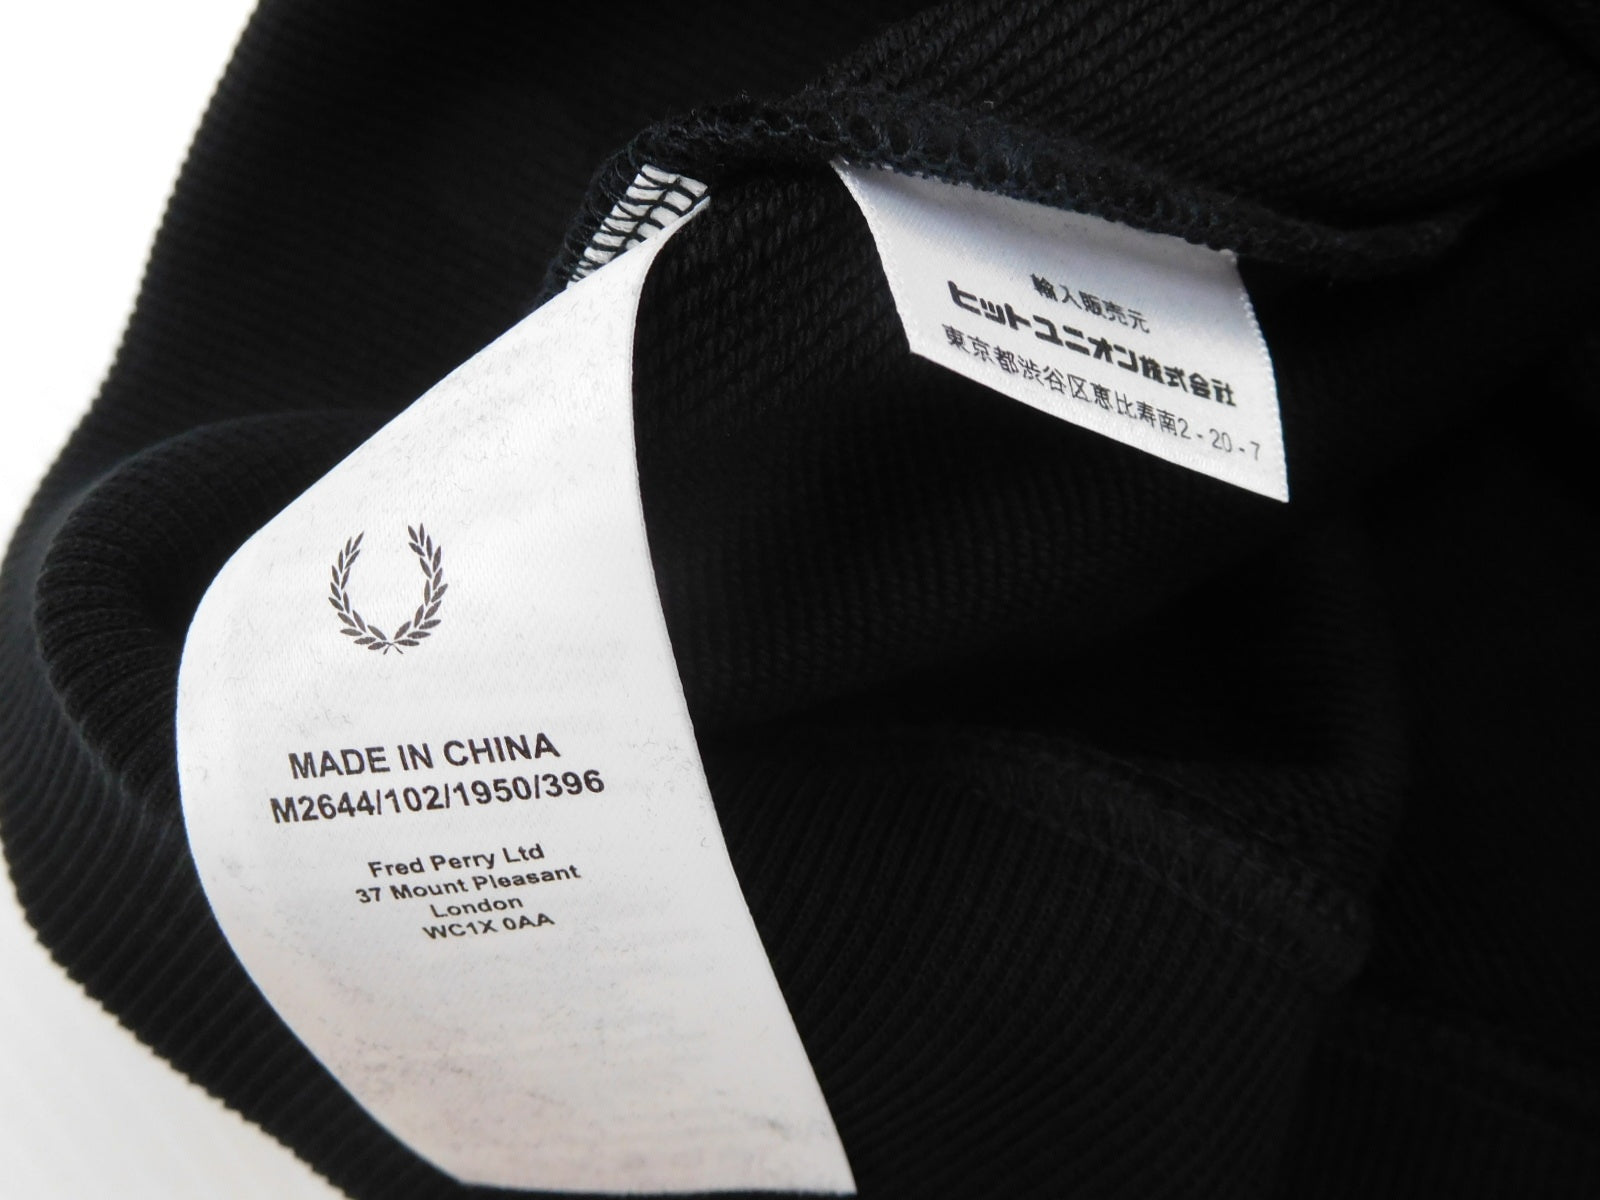 MADE IN CHINA
M2644/102/1950/396
Fred Perry Ltd
37 Mount Pleasant
London
WC1X 0AA
輸入販売元
ヒットユニオン株式会社
東京都渋谷区恵比寿南2-20-7